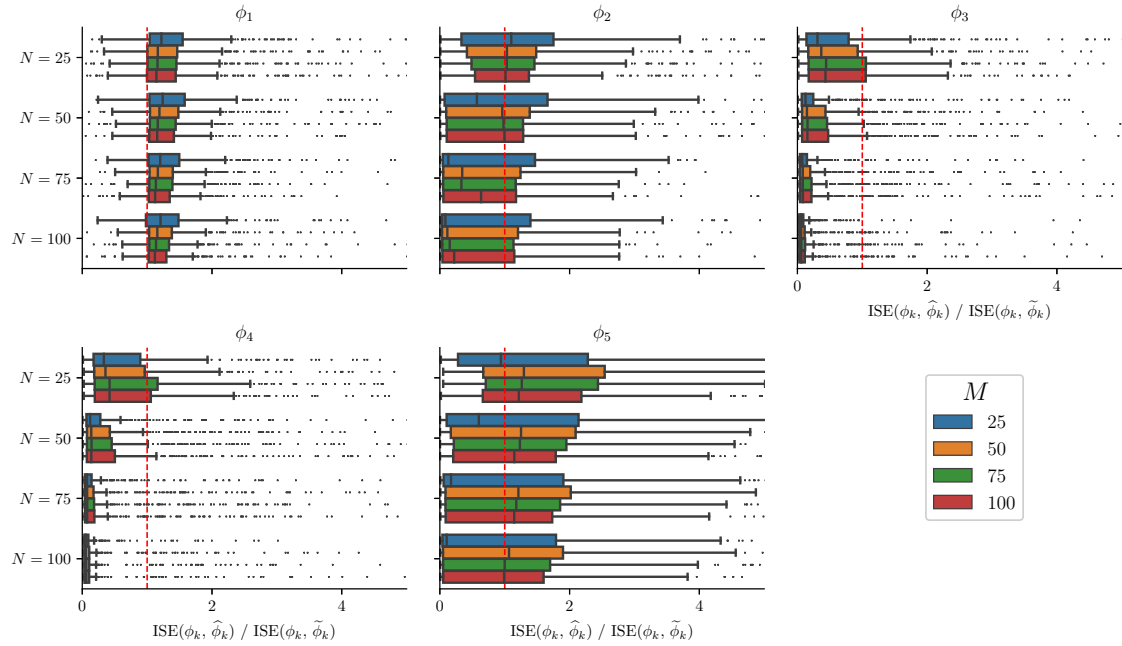 ϕ₁
ϕ₂
ϕ₃
N = 25
N = 50
N = 75
N = 100
0 2 4
ISE(ϕₖ, ϕ̂ₖ) / ISE(ϕₖ, ϕ̃ₖ)
ϕ₄
ϕ₅
N = 25
N = 50
N = 75
N = 100
0 2 4
0 2 4
ISE(ϕₖ, ϕ̂ₖ) / ISE(ϕₖ, ϕ̃ₖ)
ISE(ϕₖ, ϕ̂ₖ) / ISE(ϕₖ, ϕ̃ₖ)
M
25
50
75
100